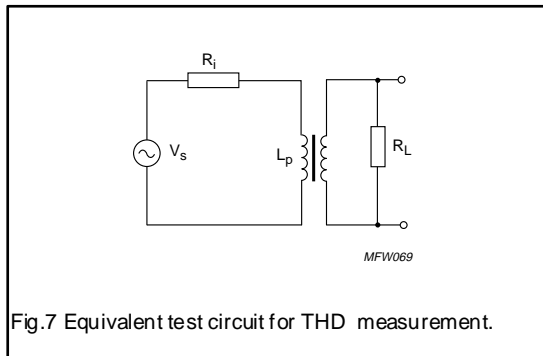 R_i
V_s
L_p
R_L
MFW069
Fig.7 Equivalent test circuit for THD measurement.